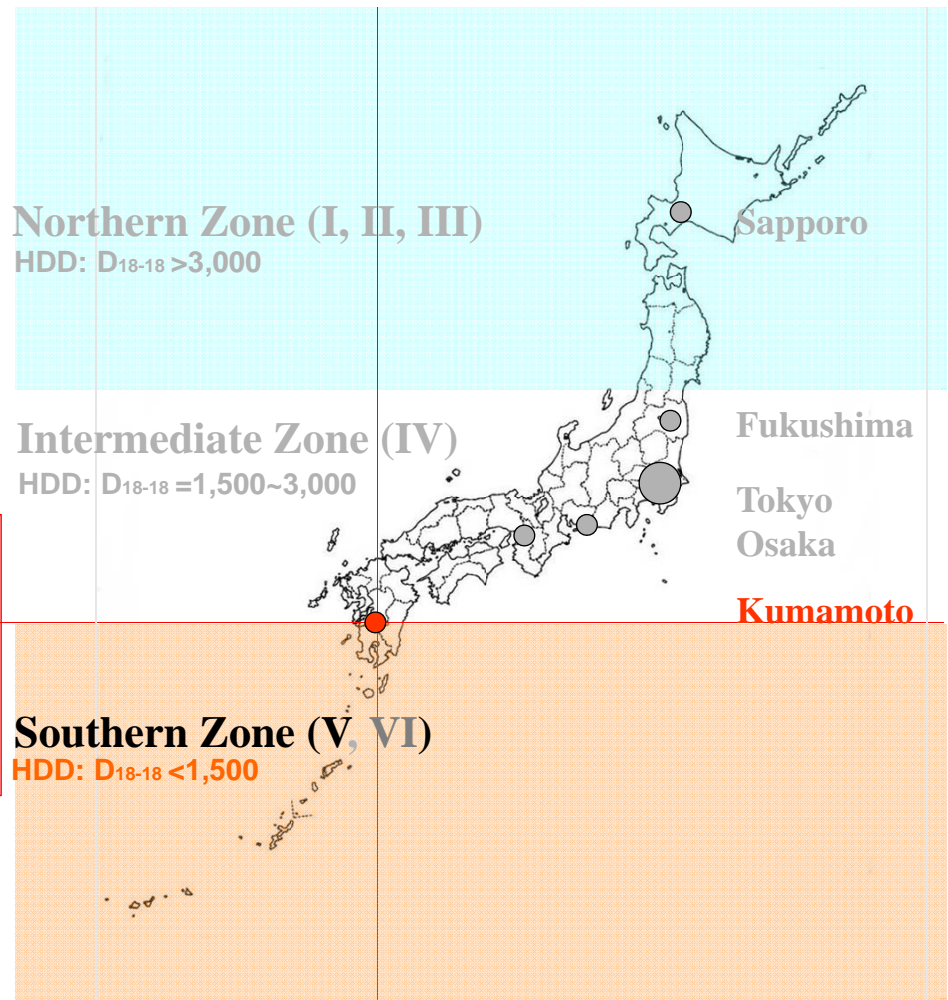 Northern Zone (I, II, III)
HDD: D18-18 >3,000
Sapporo
Intermediate Zone (IV)
HDD: D18-18 =1,500~3,000
Fukushima
Tokyo
Osaka
Kumamoto
Southern Zone (V, VI)
HDD: D18-18 <1,500